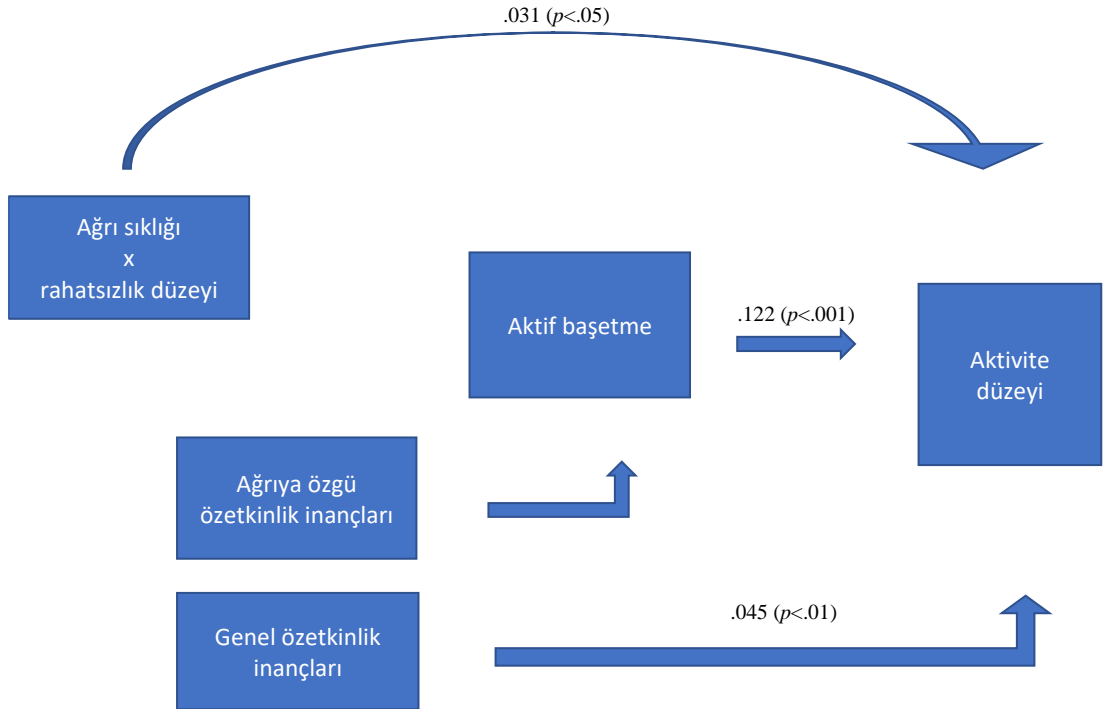 .031 (p<.05)
Ağrı sıklığı
x
rahatsızlık düzeyi
Aktif başetme
.122 (p<.001)
Aktivite
düzeyi
Ağrıya özgü
özetkinlik inançları
Genel özetkinlik
inançları
.045 (p<.01)